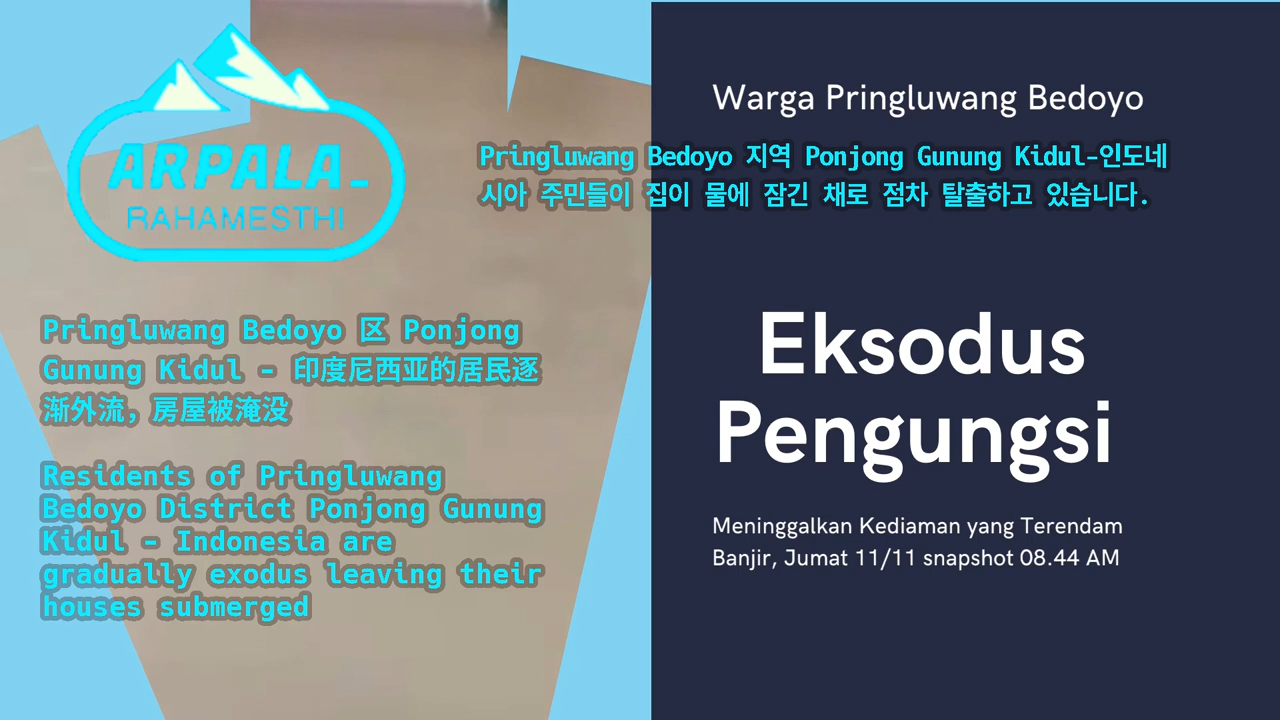 ARPALA-
RAHAMESTHI
Pringluwang Bedoyo 区 Ponjong
Gunung Kidul - 印度尼西亚的居民逐
渐外流，房屋被淹没
Residents of Pringluwang
Bedoyo District Ponjong Gunung
Kidul - Indonesia are
gradually exodus leaving their
houses submerged
Warga Pringluwang Bedoyo
Pringluwang Bedoyo 지역 Ponjong Gunung Kidul-인도네
시아 주민들이 집이 물에 잠긴 채로 점차 탈출하고 있습니다.
Eksodus
Pengungsi
Meninggalkan Kediaman yang Terendam
Banjir, Jumat 11/11 snapshot 08.44 AM